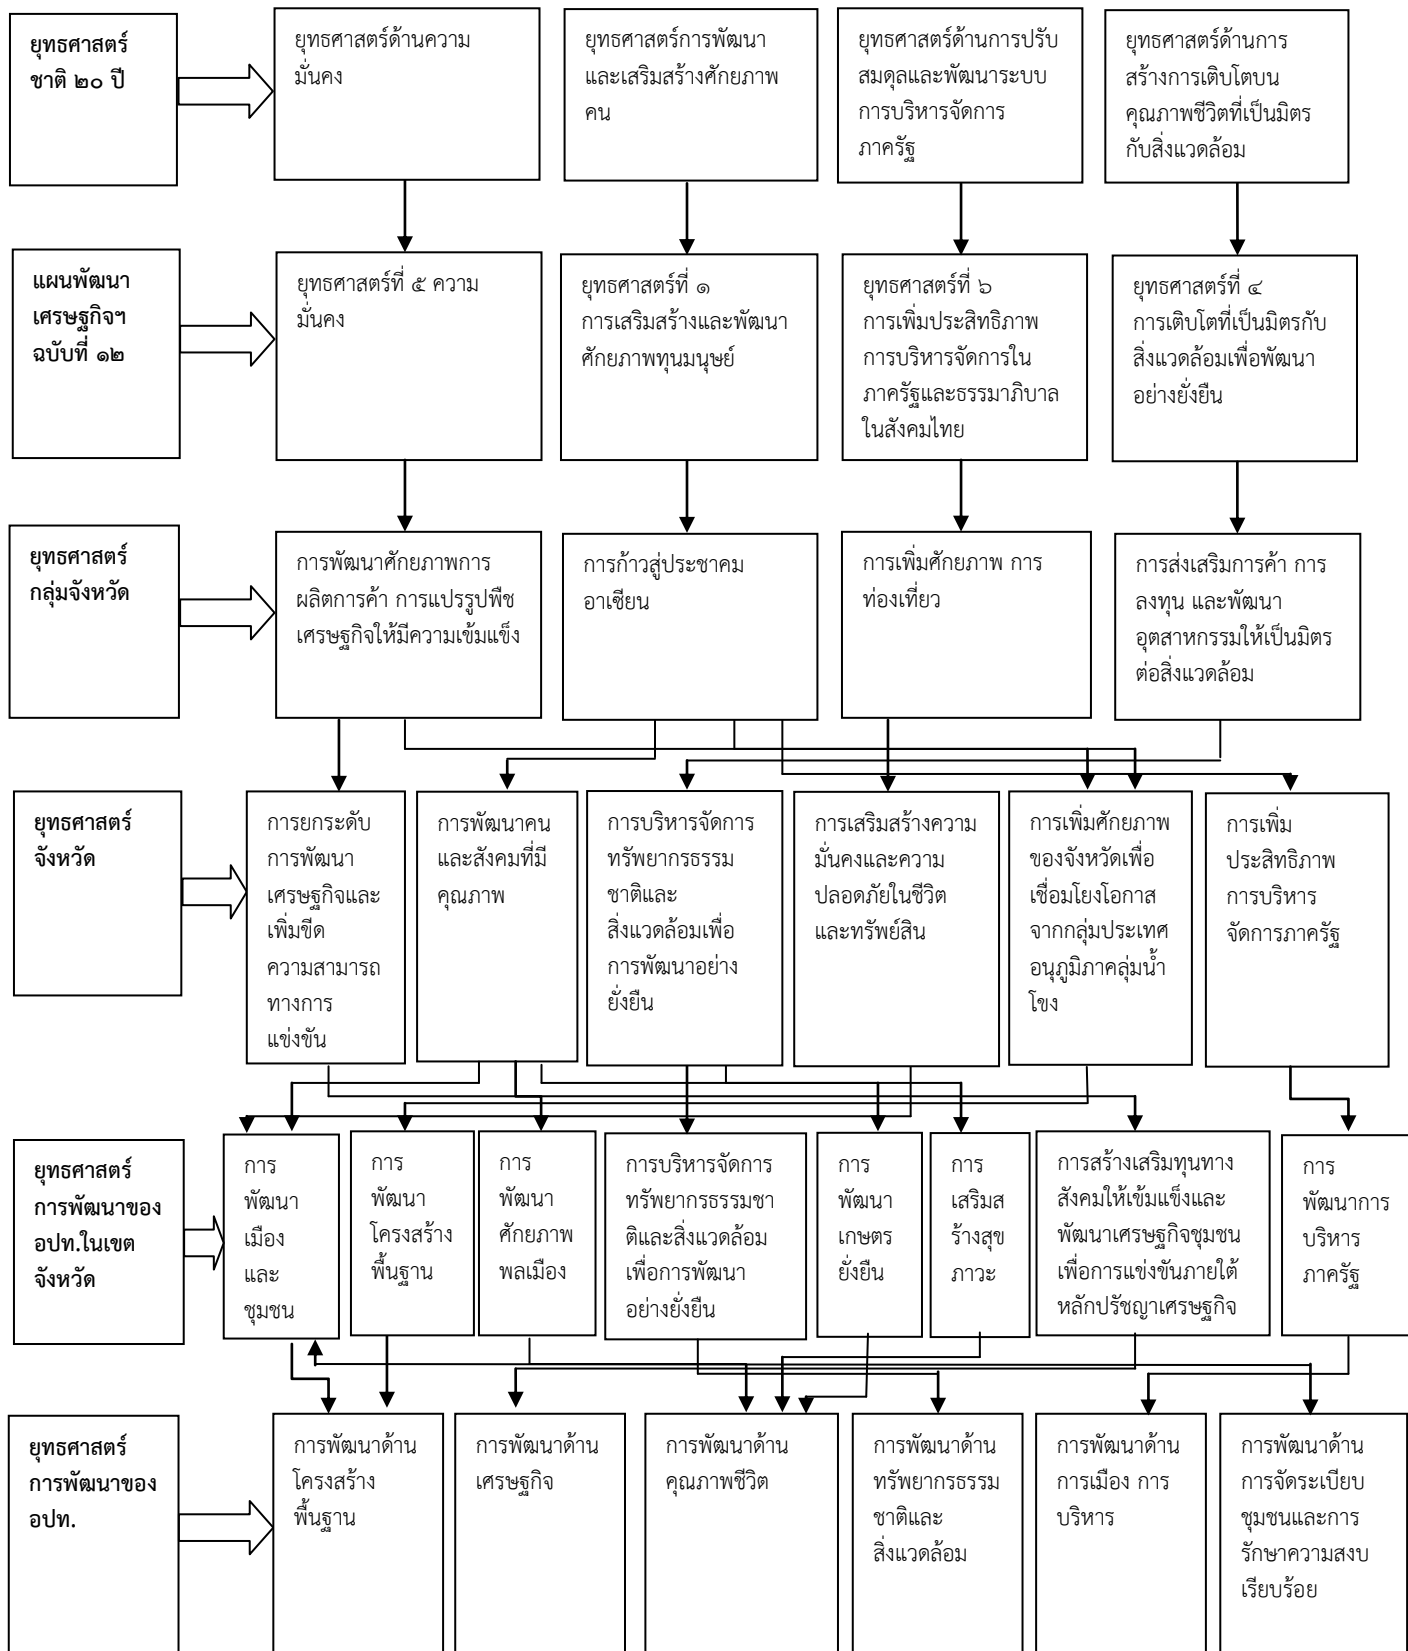 ยุทธศาสตร์
ชาติ ๒๐ ปี
ยุทธศาสตร์ด้านความ
มั่นคง
ยุทธศาสตร์การพัฒนา
และเสริมสร้างศักยภาพ
คน
ยุทธศาสตร์ด้านการปรับ
สมดุลและพัฒนาระบบ
การบริหารจัดการ
ภาครัฐ
ยุทธศาสตร์ด้านการ
สร้างการเติบโตบน
คุณภาพชีวิตที่เป็นมิตร
กับสิ่งแวดล้อม
แผนพัฒนา
เศรษฐกิจฯ
ฉบับที่ ๑๒
ยุทธศาสตร์ที่ ๕ ความ
มั่นคง
ยุทธศาสตร์ที่ ๑
การเสริมสร้างและพัฒนา
ศักยภาพทุนมนุษย์
ยุทธศาสตร์ที่ ๖
การเพิ่มประสิทธิภาพ
การบริหารจัดการใน
ภาครัฐและธรรมาภิบาล
ในสังคมไทย
ยุทธศาสตร์ที่ ๔
การเติบโตที่เป็นมิตรกับ
สิ่งแวดล้อมเพื่อพัฒนา
อย่างยั่งยืน
ยุทธศาสตร์
กลุ่มจังหวัด
การพัฒนาศักยภาพการ
ผลิตการค้า การแปรรูปพืช
เศรษฐกิจให้มีความเข้มแข็ง
การก้าวสู่ประชาคม
อาเซียน
การเพิ่มศักยภาพ การ
ท่องเที่ยว
การส่งเสริมการค้า การ
ลงทุน และพัฒนา
อุตสาหกรรมให้เป็นมิตร
ต่อสิ่งแวดล้อม
ยุทธศาสตร์
จังหวัด
การยกระดับ
การพัฒนา
เศรษฐกิจและ
เพิ่มขีด
ความสามารถ
ทางการ
แข่งขัน
การพัฒนาคน
และสังคมที่มี
คุณภาพ
การบริหารจัดการ
ทรัพยากรธรรม
ชาติและ
สิ่งแวดล้อมเพื่อ
การพัฒนาอย่าง
ยั่งยืน
การเสริมสร้างความ
มั่นคงและความ
ปลอดภัยในชีวิต
และทรัพย์สิน
การเพิ่มศักยภาพ
ของจังหวัดเพื่อ
เชื่อมโยงโอกาส
จากกลุ่มประเทศ
อนุภูมิภาคลุ่มน้ำ
โขง
การเพิ่ม
ประสิทธิภาพ
การบริหาร
จัดการภาครัฐ
ยุทธศาสตร์
การพัฒนาของ
อปท.ในเขต
จังหวัด
การ
พัฒนา
เมือง
และ
ชุมชน
การ
พัฒนา
โครงสร้าง
พื้นฐาน
การ
พัฒนา
ศักยภาพ
พลเมือง
การบริหารจัดการ
ทรัพยากรธรรมชา
ติและสิ่งแวดล้อม
เพื่อการพัฒนา
อย่างยั่งยืน
การ
พัฒนา
เกษตร
ยั่งยืน
การ
เสริมส
ร้างสุข
ภาวะ
การสร้างเสริมทุนทาง
สังคมให้เข้มแข็งและ
พัฒนาเศรษฐกิจชุมชน
เพื่อการแข่งขันภายใต้
หลักปรัชญาเศรษฐกิจ
การ
พัฒนาการ
บริหาร
ภาครัฐ
ยุทธศาสตร์
การพัฒนาของ
อปท.
การพัฒนาด้าน
โครงสร้าง
พื้นฐาน
การพัฒนาด้าน
เศรษฐกิจ
การพัฒนาด้าน
คุณภาพชีวิต
การพัฒนาด้าน
ทรัพยากรธรรม
ชาติและ
สิ่งแวดล้อม
การพัฒนาด้าน
การเมือง การ
บริหาร
การพัฒนาด้าน
การจัดระเบียบ
ชุมชนและการ
รักษาความสงบ
เรียบร้อย